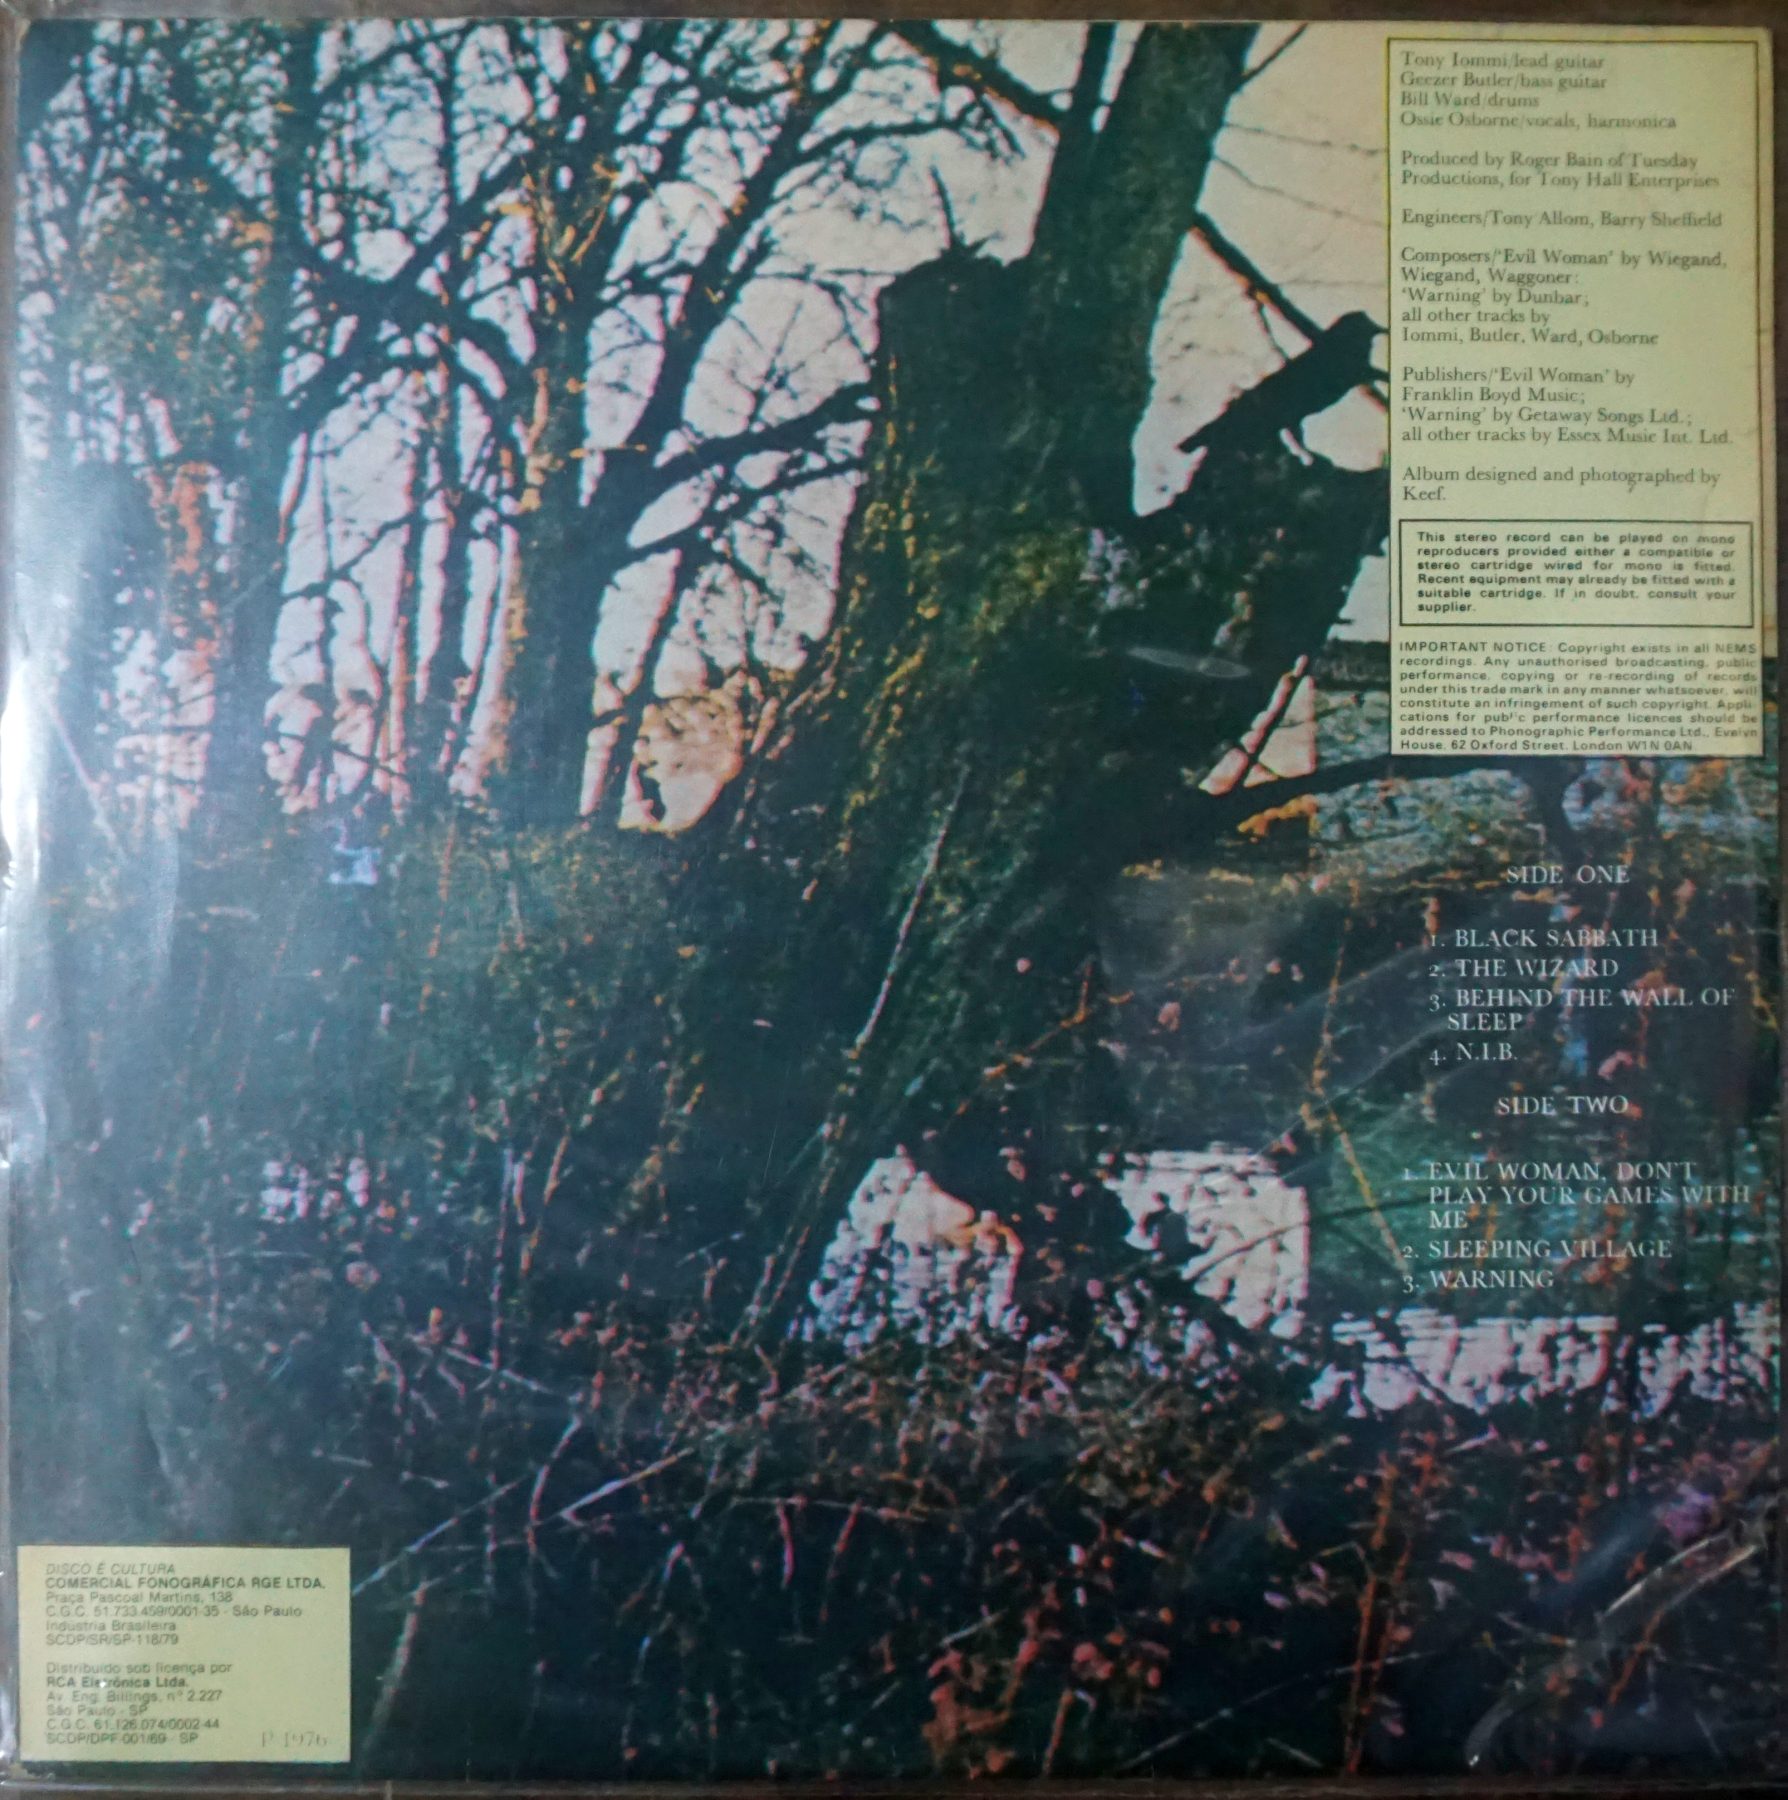 Tony Iommi/lead guitar
Geezer Butler/bass guitar
Bill Ward/drums
Ossie Osborne/vocals, harmonica
Produced by Roger Bain of Tuesday
Productions, for Tony Hall Enterprises
Engineers/Tony Allom, Barry Sheffield
Composers/'Evil Woman' by Wiegand,
Wiegand, Waggoner:
'Warning' by Dunbar;
all other tracks by
Iommi, Butler, Ward, Osborne
Publishers/'Evil Woman' by
Franklin Boyd Music;
'Warning' by Getaway Songs Ltd.;
all other tracks by Essex Music Int. Ltd.
Album designed and photographed by
Keef.
This stereo record can be played on mono
reproducers provided either a compatible or
stereo cartridge wired for mono is fitted.
Recent equipment may already be fitted with a
suitable cartridge. If in doubt, consult your
supplier.
IMPORTANT NOTICE: Copyright exists in all NEMS
recordings. Any unauthorised broadcasting, public
performance, copying or re-recording of records
under this trade mark in any manner whatsoever, will
constitute an infringement of such copyright. Appli-
cations for public performance licences should be
addressed to Phonographic Performance Ltd., Evelyn
House, 62 Oxford Street, London W1N 0AN.
SIDE ONE
1. BLACK SABBATH
2. THE WIZARD
3. BEHIND THE WALL OF
SLEEP
4. N.I.B.
SIDE TWO
1. EVIL WOMAN, DON'T
PLAY YOUR GAMES WITH
ME
2. SLEEPING VILLAGE
3. WARNING
DISCO É CULTURA
COMERCIAL FONOGRÁFICA RGE LTDA.
Praça Pascoal Martins, 138
C.G.C. 51.733.459/0001-35 - São Paulo
Indústria Brasileira
SCDP/SR/SP-118/79
Distribuído sob licença por
RCA Eletrônica Ltda.
Av. Eng. Billings, nº 2.227
São Paulo - SP
C.G.C. 61.126.074/0002-44
SCDP/DPF-001/69 - SP
P 1976